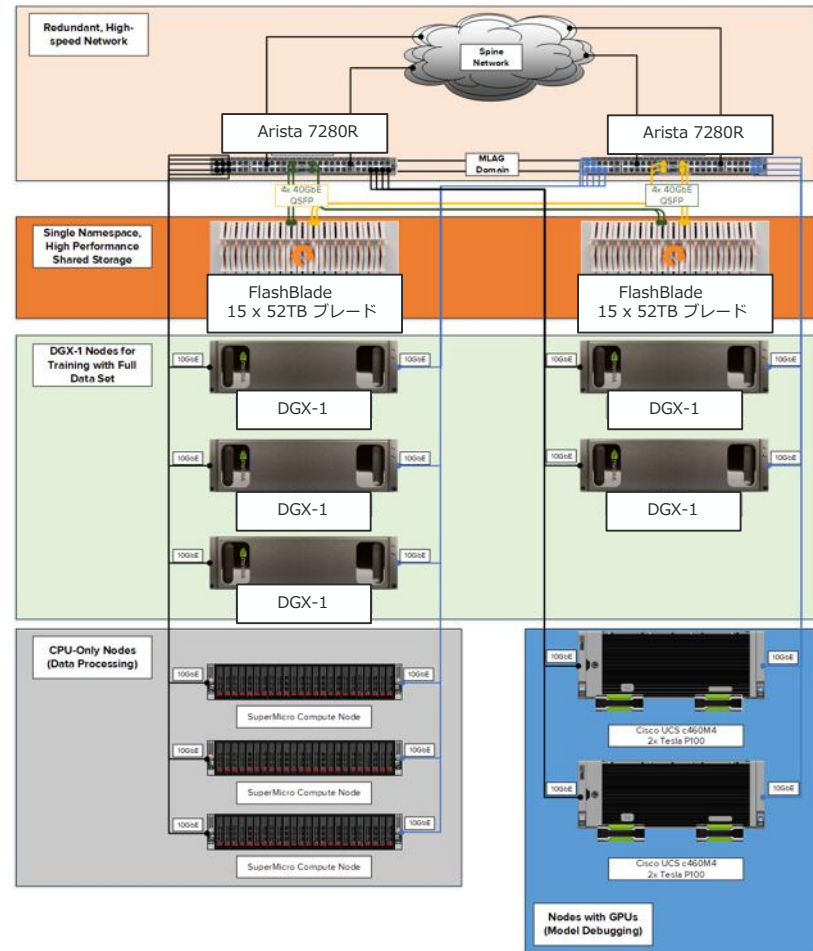 Redundant, High-
speed Network
Spine
Network
Arista 7280R
Arista 7280R
MLAG
Domain
4x 40GbE
QSFP
4x 40GbE
QSFP
Single Namespace,
High Performance
Shared Storage
FlashBlade
15 x 52TB ブレード
FlashBlade
15 x 52TB ブレード
DGX-1 Nodes for
Training with Full
Data Set
10GbE
10GbE
10GbE
10GbE
DGX-1
DGX-1
10GbE
10GbE
10GbE
10GbE
DGX-1
DGX-1
10GbE
10GbE
DGX-1
CPU-Only Nodes
(Data Processing)
10GbE
10GbE
SuperMicro Compute Node
10GbE
10GbE
SuperMicro Compute Node
10GbE
10GbE
SuperMicro Compute Node
10GbE
10GbE
Cisco UCS c460M4
2x Tesla P100
10GbE
10GbE
Cisco UCS c460M4
2x Tesla P100
Nodes with GPUs
(Model Debugging)